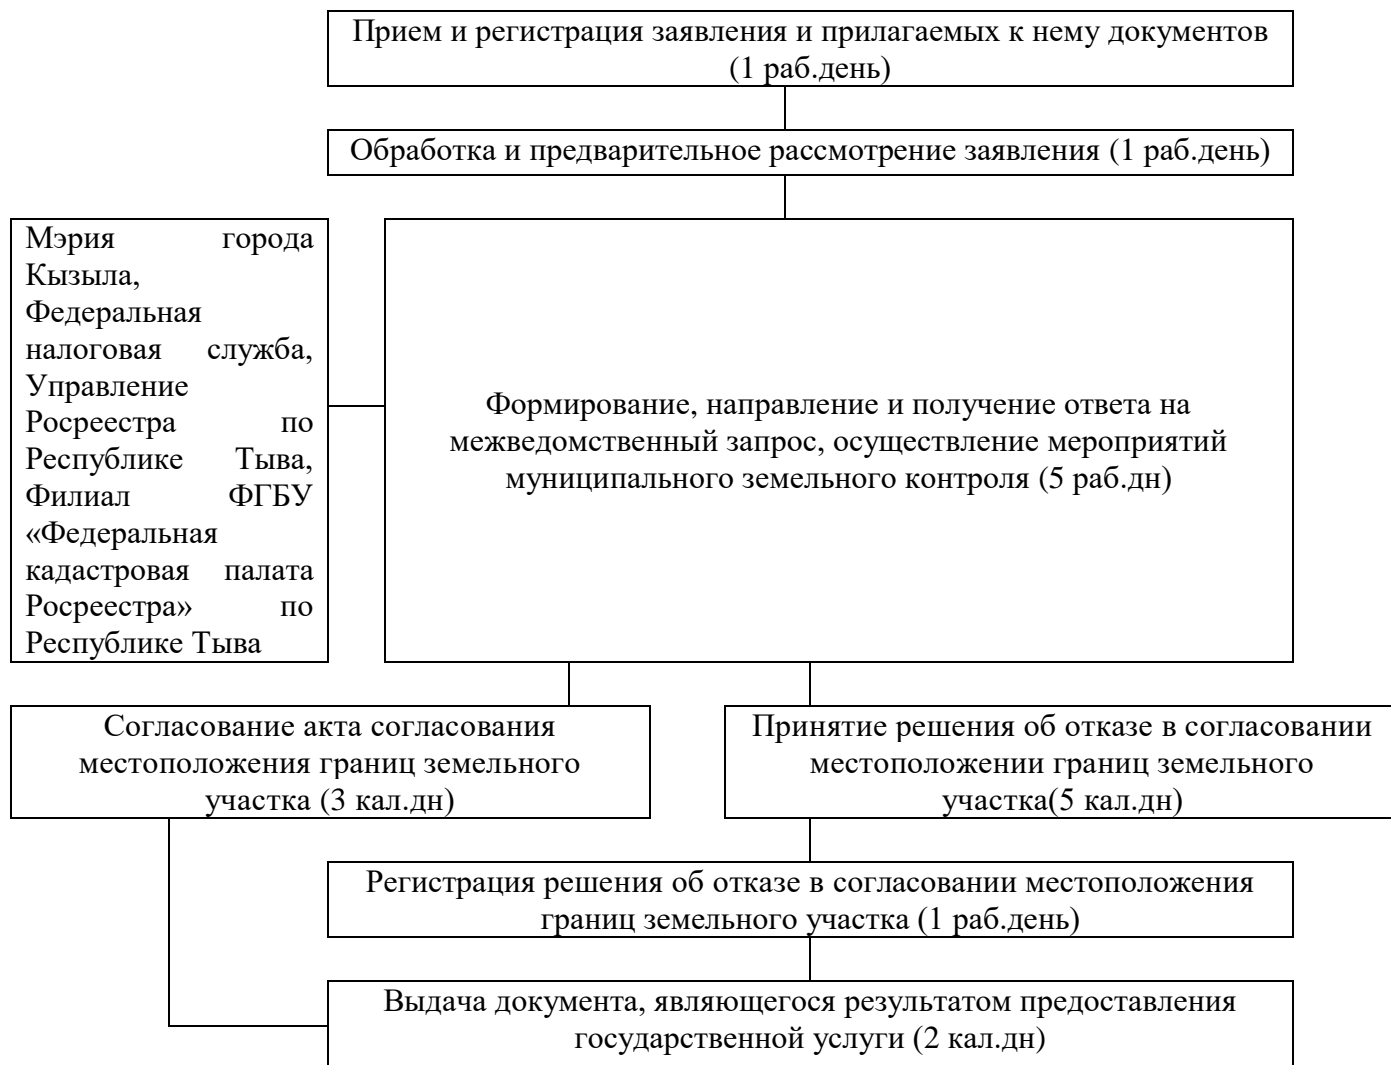 Прием и регистрация заявления и прилагаемых к нему документов
(1 раб.день)
Обработка и предварительное рассмотрение заявления (1 раб.день)
Мэрия города
Кызыла,
Федеральная
налоговая служба,
Управление
Росреестра по
Республике Тыва,
Филиал ФГБУ
«Федеральная
кадастровая палата
Росреестра» по
Республике Тыва
Формирование, направление и получение ответа на
межведомственный запрос, осуществление мероприятий
муниципального земельного контроля (5 раб.дн)
Согласование акта согласования
местоположения границ земельного
участка (3 кал.дн)
Принятие решения об отказе в согласовании
местоположении границ земельного
участка(5 кал.дн)
Регистрация решения об отказе в согласовании местоположения
границ земельного участка (1 раб.день)
Выдача документа, являющегося результатом предоставления
государственной услуги (2 кал.дн)